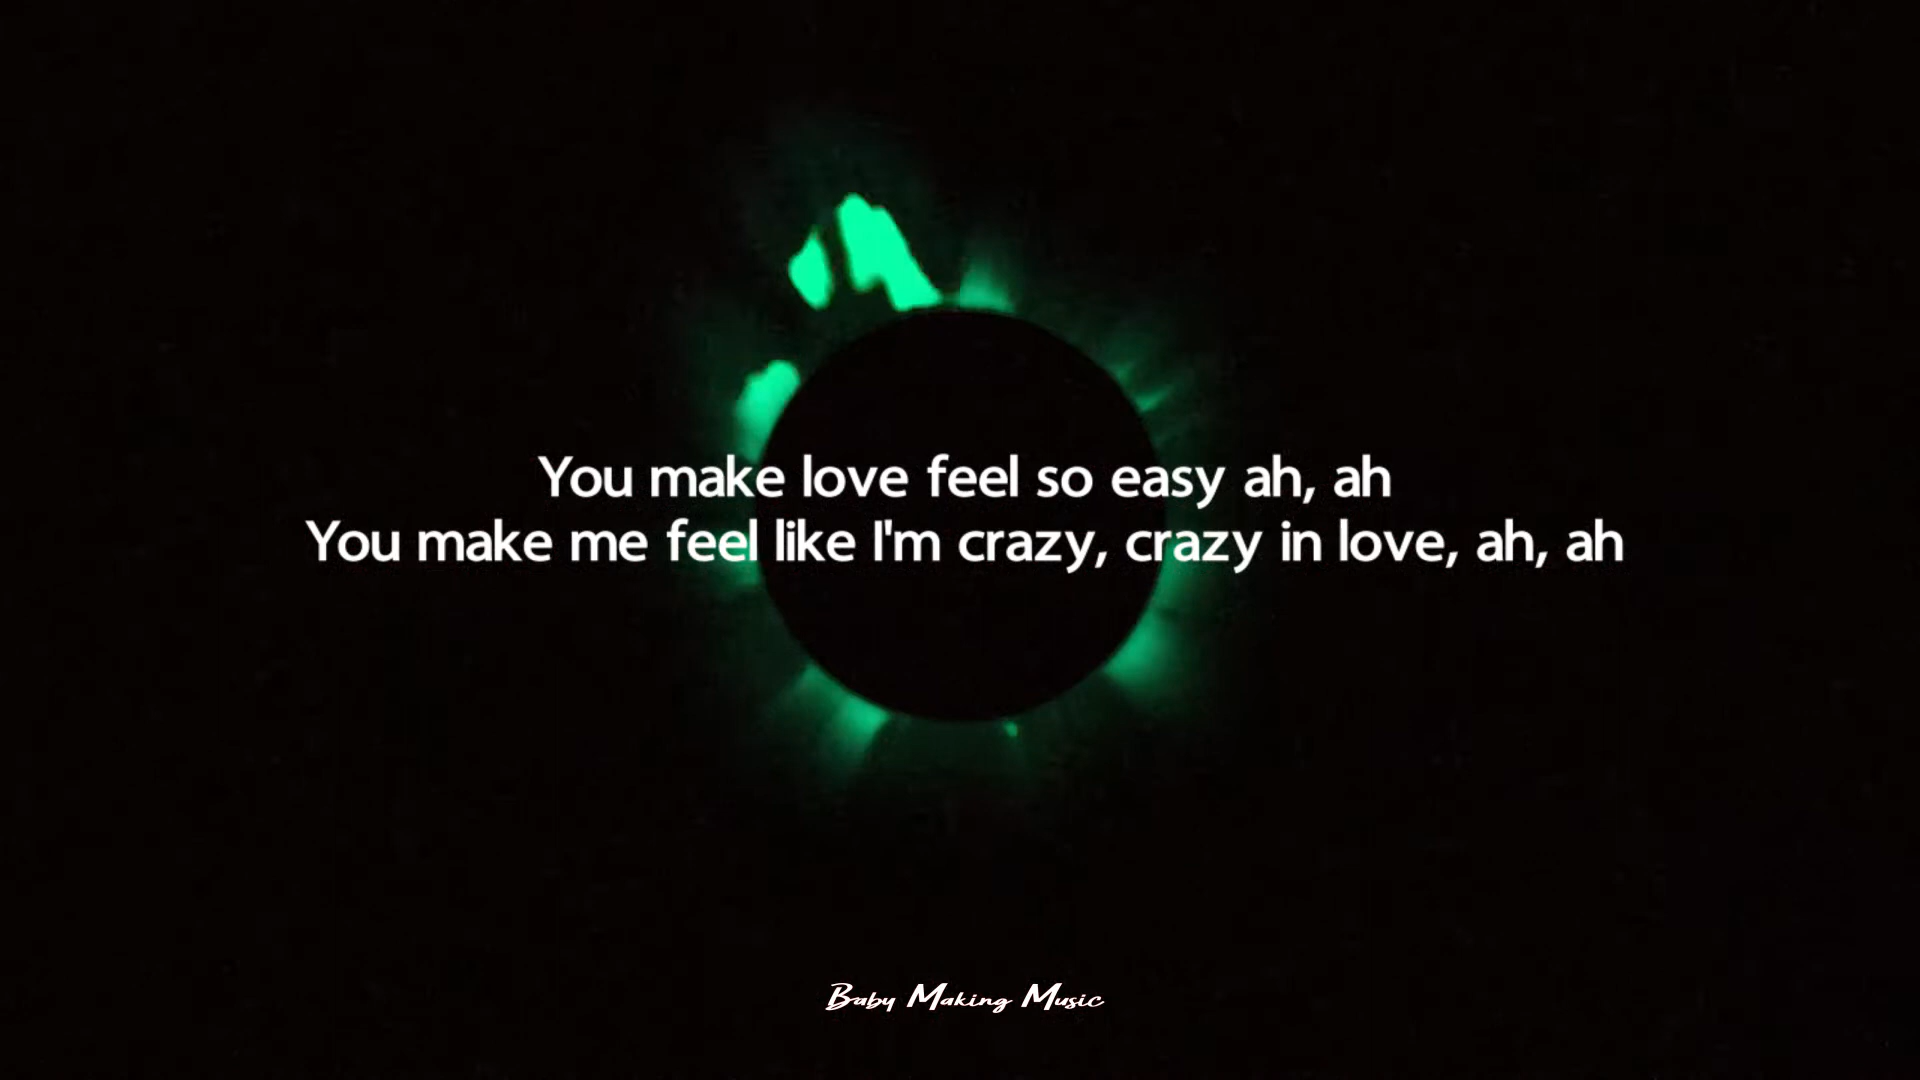 You make love feel so easy ah, ah
You make me feel like I'm crazy, crazy in love, ah, ah
Baby Making Music